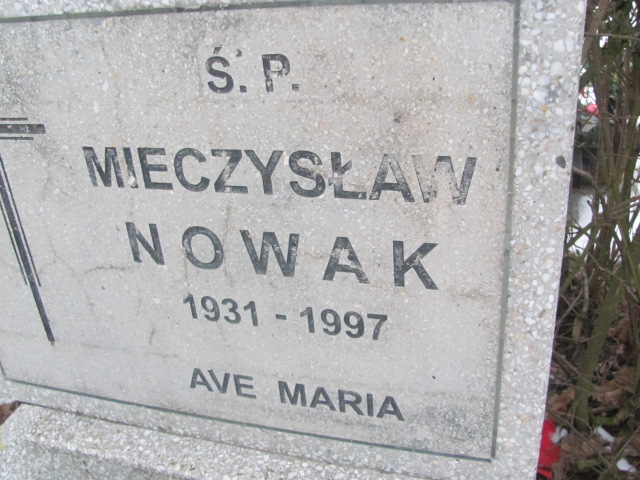 Ś. P.
MIECZYSŁAW
NOWAK
1931 - 1997
AVE MARIA